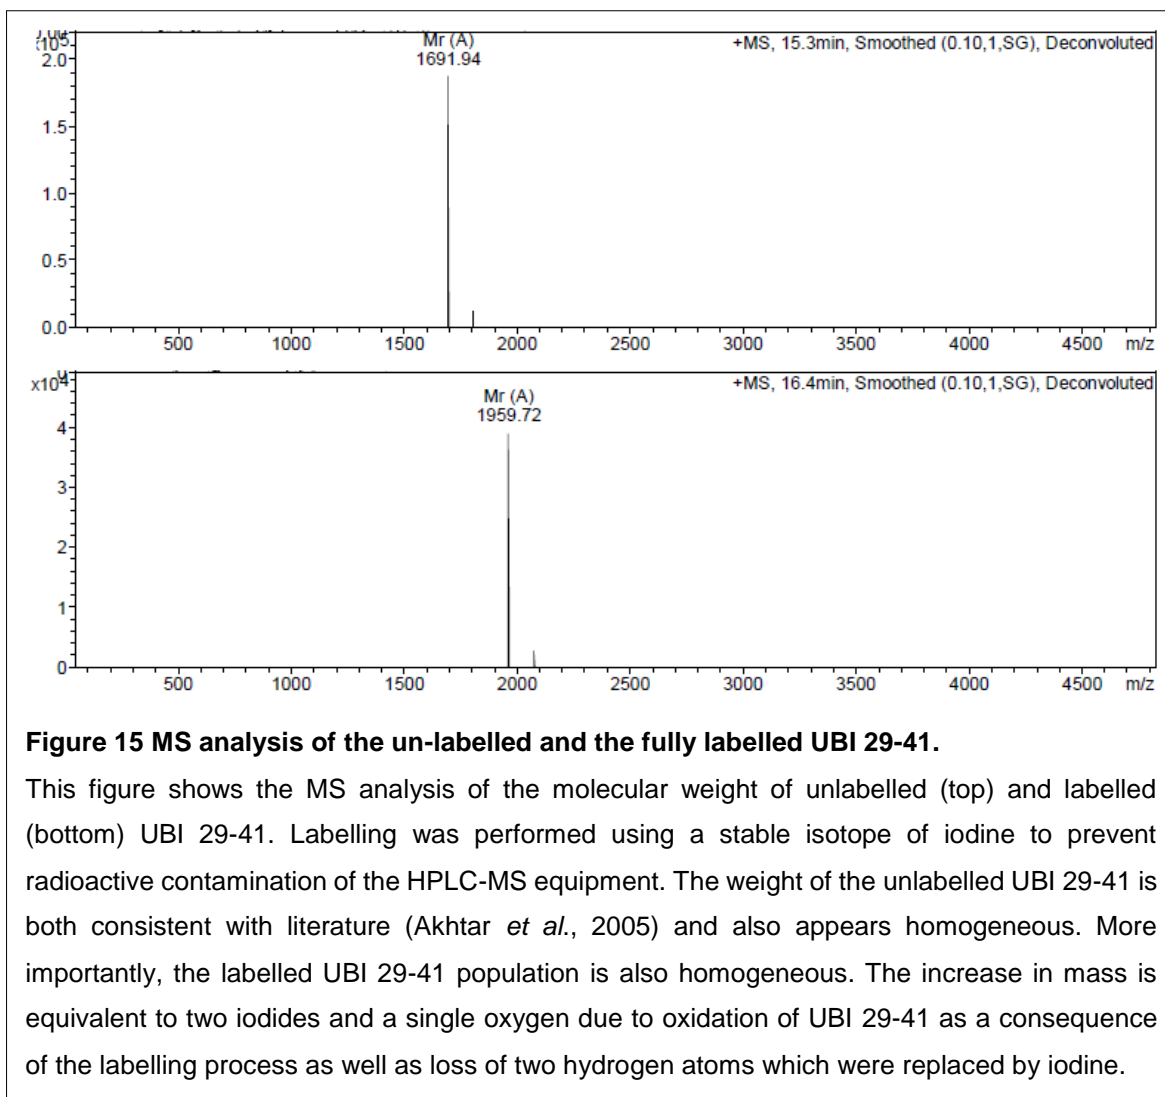 x10⁵
Mr (A)
1691.94
+MS, 15.3min, Smoothed (0.10,1,SG), Deconvoluted
2.0
1.5
1.0
0.5
0.0
500 1000 1500 2000 2500 3000 3500 4000 4500 m/z
x10⁴
Mr (A)
1959.72
+MS, 16.4min, Smoothed (0.10,1,SG), Deconvoluted
4
3
2
1
0
500 1000 1500 2000 2500 3000 3500 4000 4500 m/z
Figure 15 MS analysis of the un-labelled and the fully labelled UBI 29-41.
This figure shows the MS analysis of the molecular weight of unlabelled (top) and labelled
(bottom) UBI 29-41. Labelling was performed using a stable isotope of iodine to prevent
radioactive contamination of the HPLC-MS equipment. The weight of the unlabelled UBI 29-41 is
both consistent with literature (Akhtar et al., 2005) and also appears homogeneous. More
importantly, the labelled UBI 29-41 population is also homogeneous. The increase in mass is
equivalent to two iodides and a single oxygen due to oxidation of UBI 29-41 as a consequence
of the labelling process as well as loss of two hydrogen atoms which were replaced by iodine.